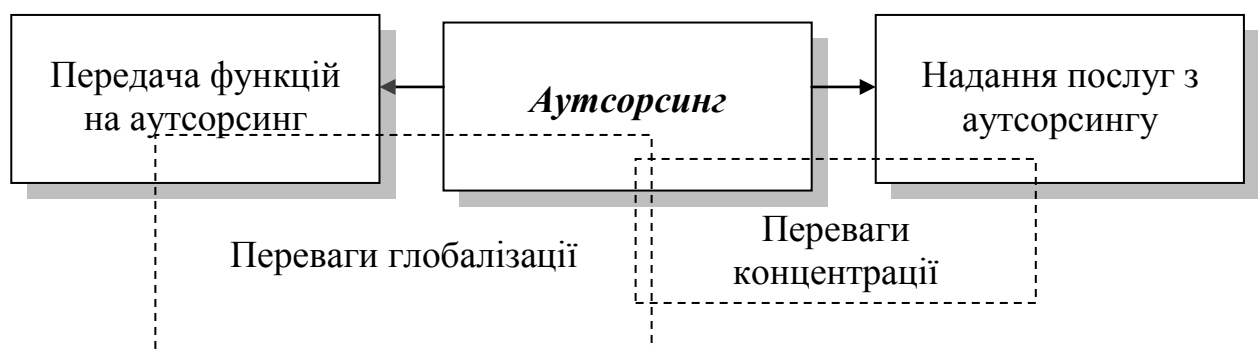 Передача функцій
на аутсорсинг
Аутсорсинг
Надання послуг з
аутсорсингу
Переваги глобалізації
Переваги
концентрації